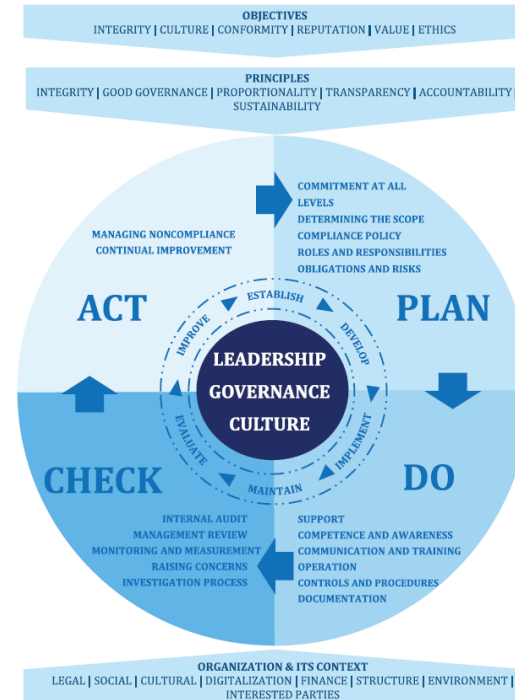 OBJECTIVES
INTEGRITY | CULTURE | CONFORMITY | REPUTATION | VALUE | ETHICS
PRINCIPLES
INTEGRITY | GOOD GOVERNANCE | PROPORTIONALITY | TRANSPARENCY | ACCOUNTABILITY |
SUSTAINABILITY
MANAGING NONCOMPLIANCE
CONTINUAL IMPROVEMENT
ACT
COMMITMENT AT ALL
LEVELS
DETERMINING THE SCOPE
COMPLIANCE POLICY
ROLES AND RESPONSIBILITIES
OBLIGATIONS AND RISKS
PLAN
ESTABLISH
DEVELOP
IMPLEMENT
MAINTAIN
EVALUATE
IMPROVE
LEADERSHIP
GOVERNANCE
CULTURE
CHECK
INTERNAL AUDIT
MANAGEMENT REVIEW
MONITORING AND MEASUREMENT
RAISING CONCERNS
INVESTIGATION PROCESS
DO
SUPPORT
COMPETENCE AND AWARENESS
COMMUNICATION AND TRAINING
OPERATION
CONTROLS AND PROCEDURES
DOCUMENTATION
ORGANIZATION & ITS CONTEXT
LEGAL | SOCIAL | CULTURAL | DIGITALIZATION | FINANCE | STRUCTURE | ENVIRONMENT |
INTERESTED PARTIES